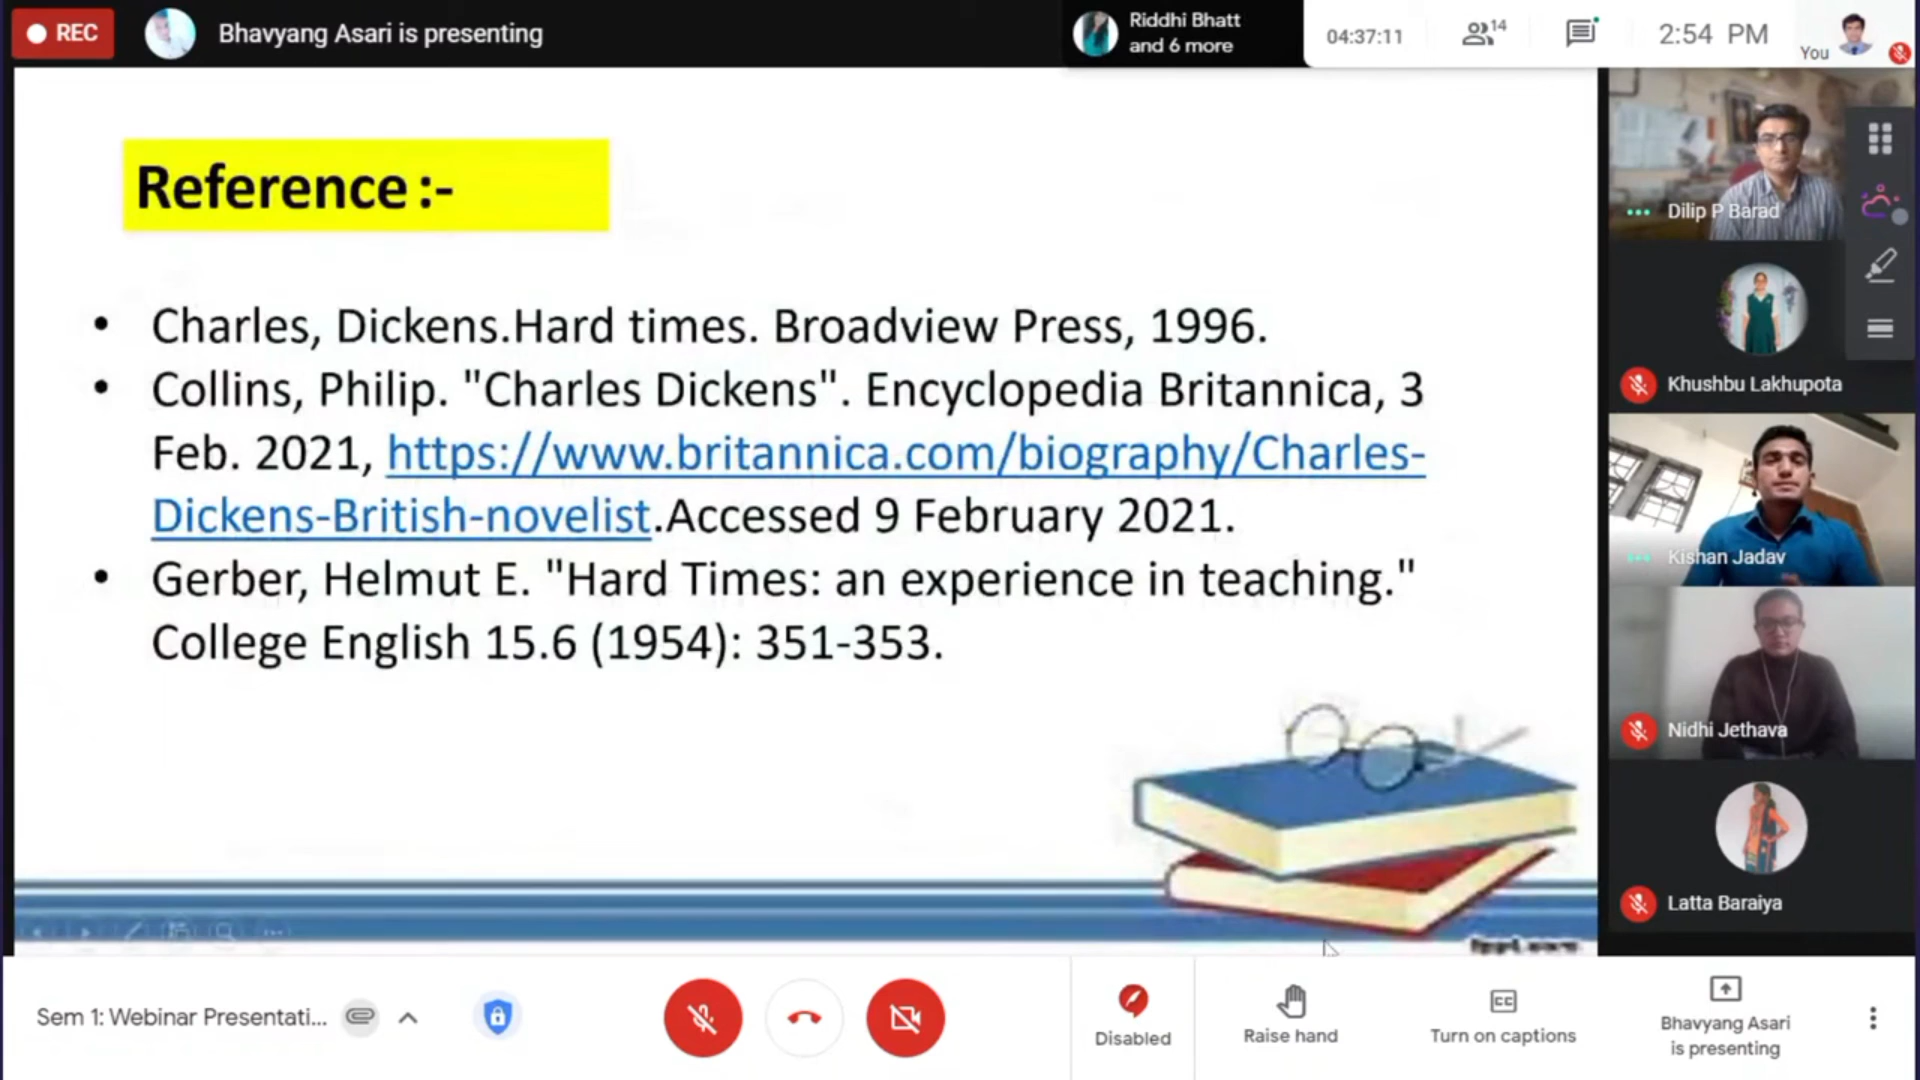 REC
Bhavyang Asari is presenting
Riddhi Bhatt
and 6 more
04:37:11
14
2:54 PM
You
Reference :-
• Charles, Dickens.Hard times. Broadview Press, 1996.
• Collins, Philip. "Charles Dickens". Encyclopedia Britannica, 3
Feb. 2021, https://www.britannica.com/biography/Charles-
Dickens-British-novelist.Accessed 9 February 2021.
• Gerber, Helmut E. "Hard Times: an experience in teaching."
College English 15.6 (1954): 351-353.
Dilip P Barad
Khushbu Lakhupota
Kishan Jadav
Nidhi Jethava
Latta Baraiya
Sem 1: Webinar Presentati...
Disabled
Raise hand
CC
Turn on captions
Bhavyang Asari
is presenting